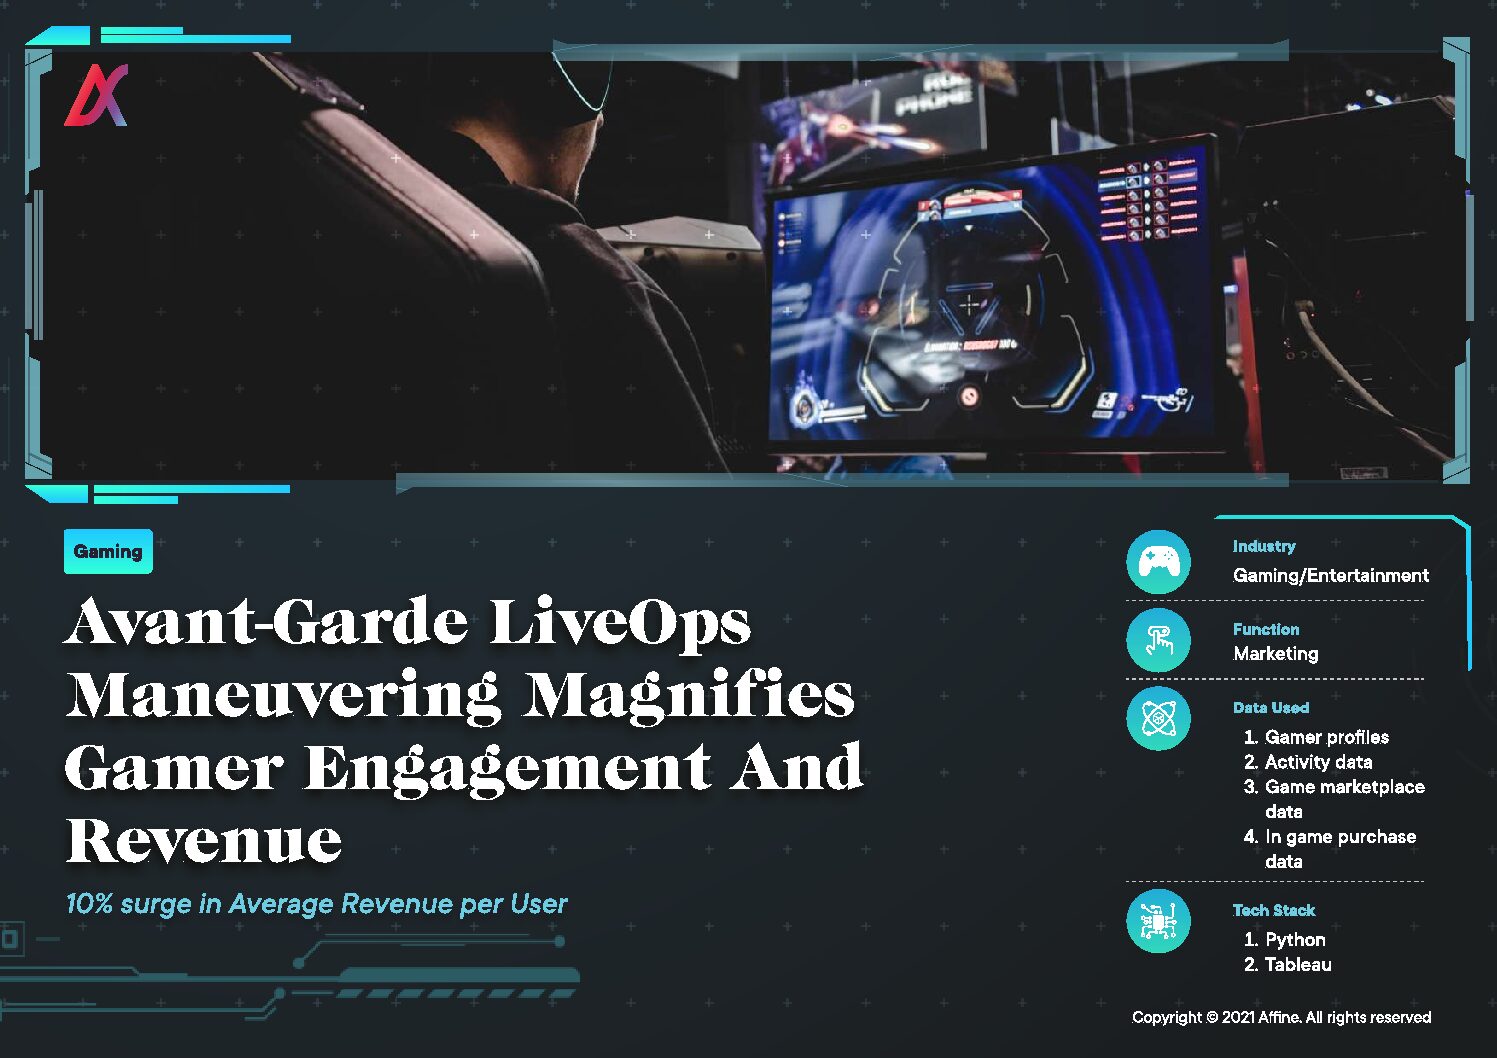 PHONE
Gaming
Avant-Garde LiveOps
Maneuvering Magnifies
Gamer Engagement And
Revenue
10% surge in Average Revenue per User
Industry
Gaming/Entertainment
Function
Marketing
Data Used
1. Gamer profiles
2. Activity data
3. Game marketplace
data
4. In game purchase
data
Tech Stack
1. Python
2. Tableau
Copyright © 2021 Affine. All rights reserved